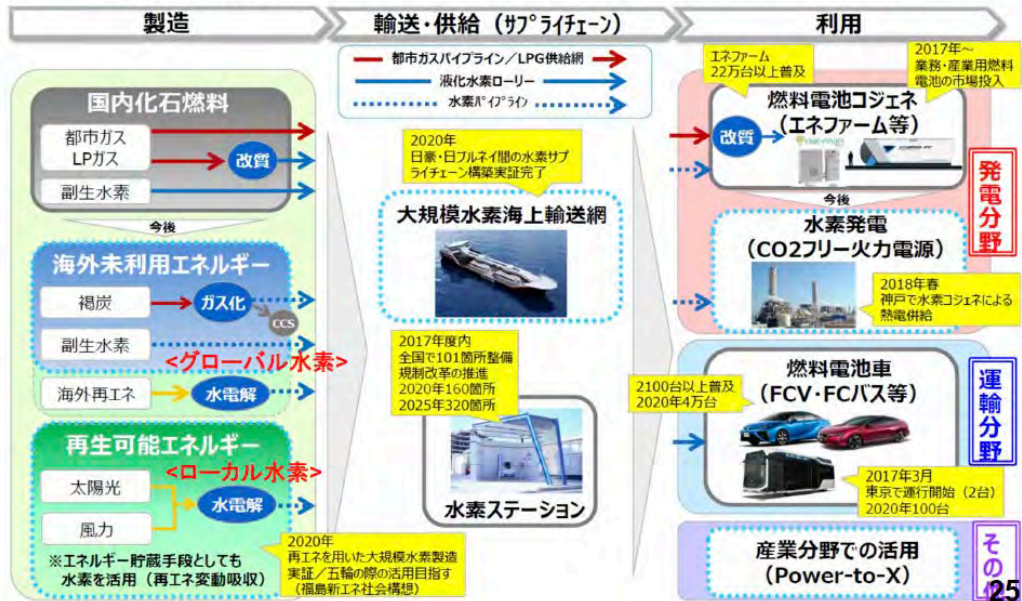 製造
輸送・供給（サプライチェーン）
利用
都市ガスパイプライン／LPG供給網
液化水素ローリー
水素パイプライン
国内化石燃料
都市ガス
LPガス
改質
副生水素
今後
海外未利用エネルギー
褐炭
ガス化
CCS
副生水素
<グローバル水素>
海外再エネ
水電解
再生可能エネルギー
<ローカル水素>
太陽光
風力
水電解
※エネルギー貯蔵手段としても
水素を活用（再エネ変動吸収）
2020年
再エネを用いた大規模水素製造
実証／五輪の際の活用目指す
（福島新エネ社会構想）
2020年
日豪・日ブルネイ間の水素サプ
ライチェーン構築実証完了
大規模水素海上輸送網
2017年度内
全国で101箇所整備
規制改革の推進
2020年160箇所
2025年320箇所
水素ステーション
エネファーム
22万台以上普及
2017年～
業務・産業用燃料
電池の市場投入
燃料電池コジェネ
（エネファーム等）
改質
今後
水素発電
（CO2フリー火力電源）
2018年春
神戸で水素コジェネによる
熱電併給
発電分野
2100台以上普及
2020年4万台
燃料電池車
（FCV・FCバス等）
2017年3月
東京で運行開始（2台）
2020年100台
運輸分野
産業分野での活用
（Power-to-X）
その他
25